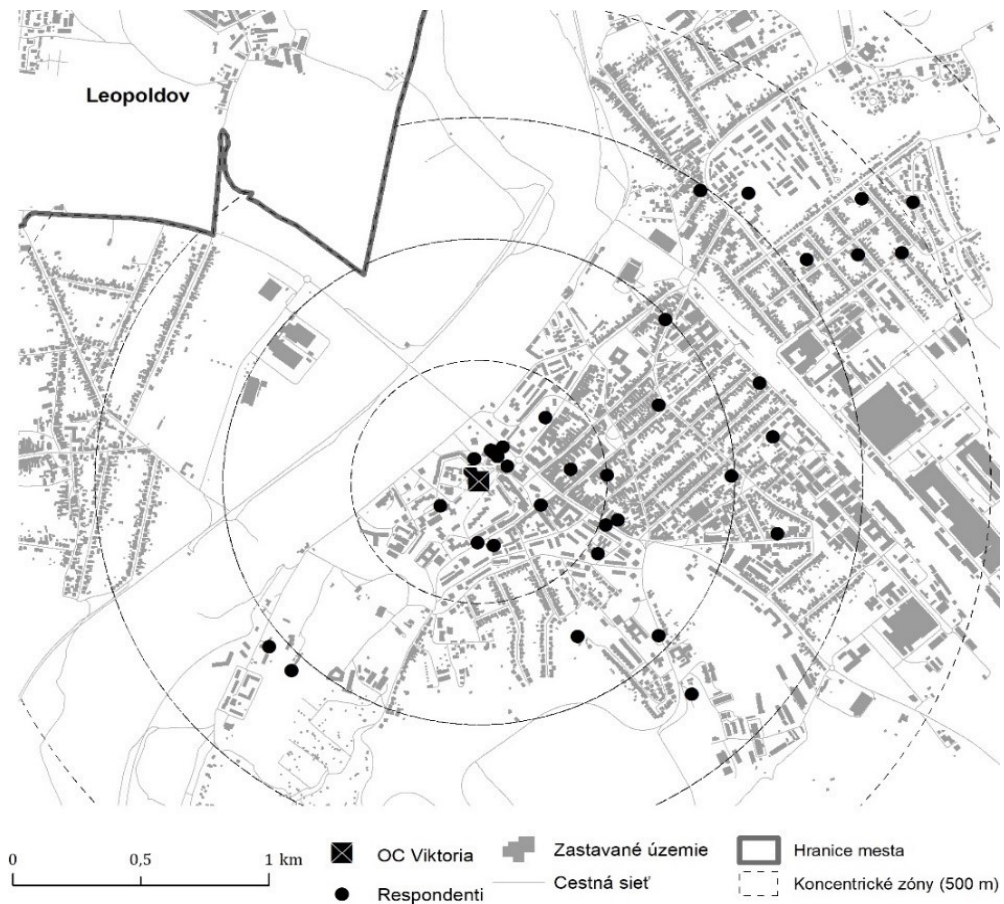 Leopoldov
0 0,5 1 km
OC Viktoria
Respondenti
Zastavané územie
Cestná sieť
Hranice mesta
Koncentrické zóny (500 m)